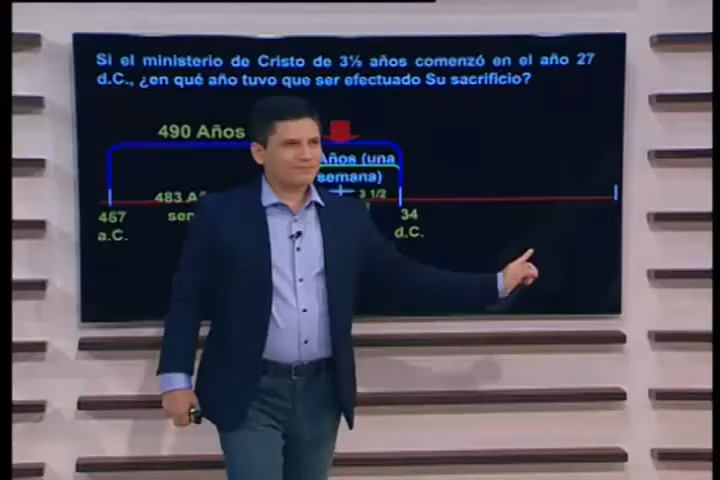 Si el ministerio de Cristo de 3½ años comenzó en el año 27
d.C., ¿en qué año tuvo que ser efectuado Su sacrificio?
490 Años
Años (una
semana)
483
3 1/2
457
a.C.
34
d.C.